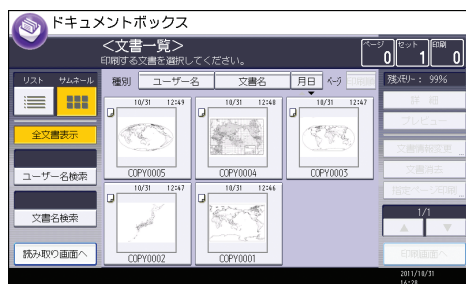 ドキュメントボックス
<文書一覧>
印刷する文書を選択してください。
ページ セット 印刷
0 1 0
リスト サムネール
種別 ユーザー名 文書名 月日 ページ
残メモリー: 99%
詳 細
プレビュー
全文書表示
文書情報変更
文書消去
指定ページ印刷
ユーザー名検索
文書名検索
読み取り画面へ
10/31 12:49
COPY0005
10/31 12:48
COPY0004
10/31 12:47
COPY0003
10/31 12:47
COPY0002
10/31 12:46
COPY0001
1/1
印刷画面へ
2011/10/31
16:20